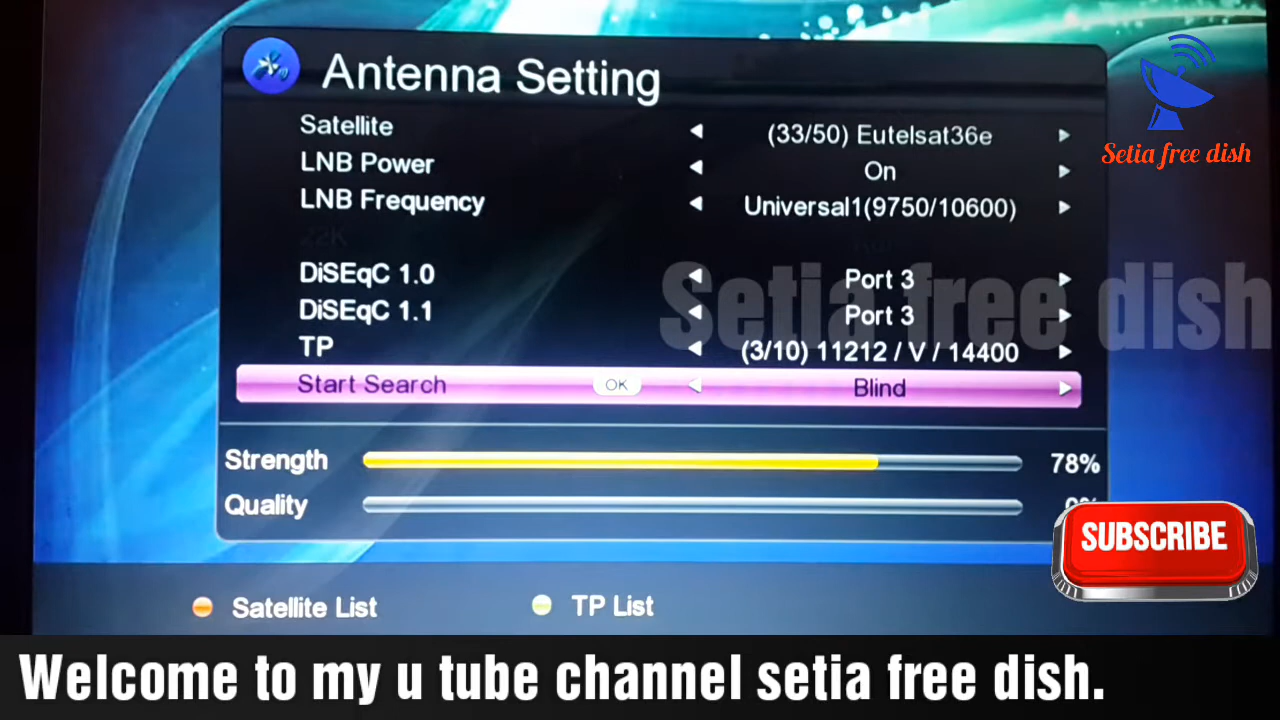 Antenna Setting
Setia free dish
Satellite (33/50) Eutelsat36e
LNB Power On
LNB Frequency Universal1(9750/10600)
22K
DiSEqC 1.0 Port 3
Setia free dish
DiSEqC 1.1 Port 3
TP (3/10) 11212 / V / 14400
Start Search OK Blind
Strength 78%
Quality 0%
SUBSCRIBE
Satellite List TP List
Welcome to my u tube channel setia free dish.